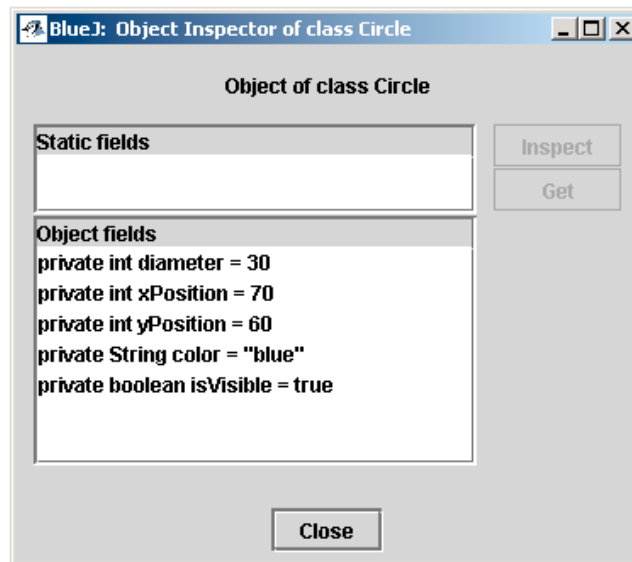 BlueJ: Object Inspector of class Circle
Object of class Circle
Static fields
Inspect
Get
Object fields
private int diameter = 30
private int xPosition = 70
private int yPosition = 60
private String color = "blue"
private boolean isVisible = true
Close